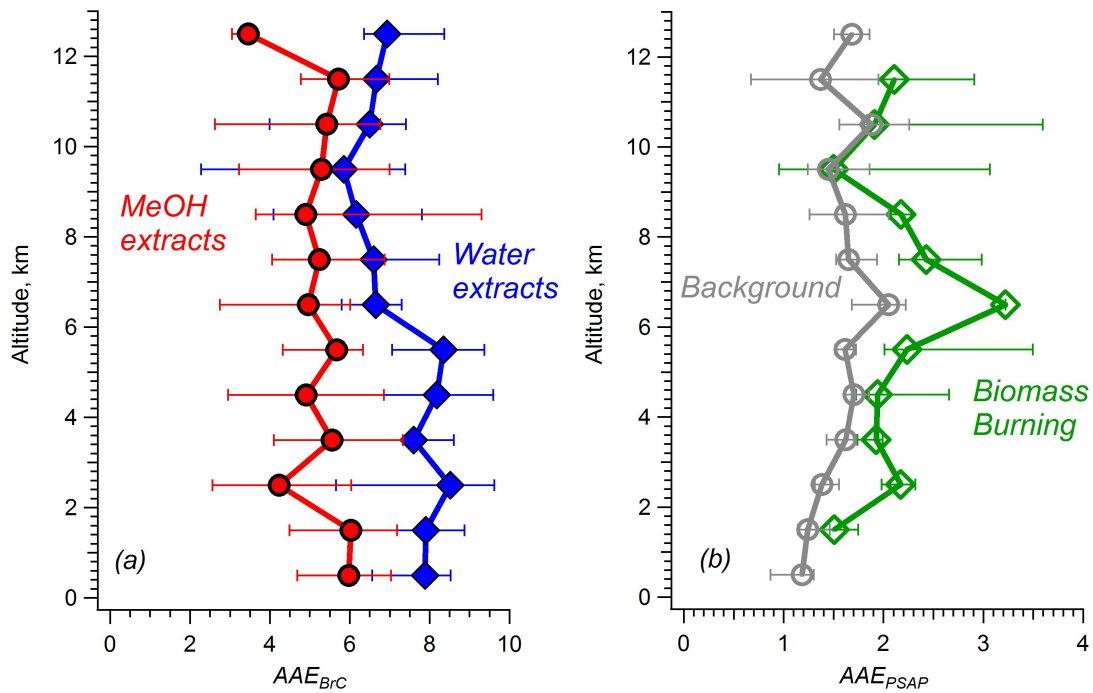 12
10
8
6
4
2
0
Altitude, km
MeOH
extracts
Water
extracts
(a)
0 2 4 6 8 10
AAE_BrC
12
10
8
6
4
2
0
Altitude, km
Background
Biomass
Burning
(b)
0 1 2 3 4
AAE_PSAP